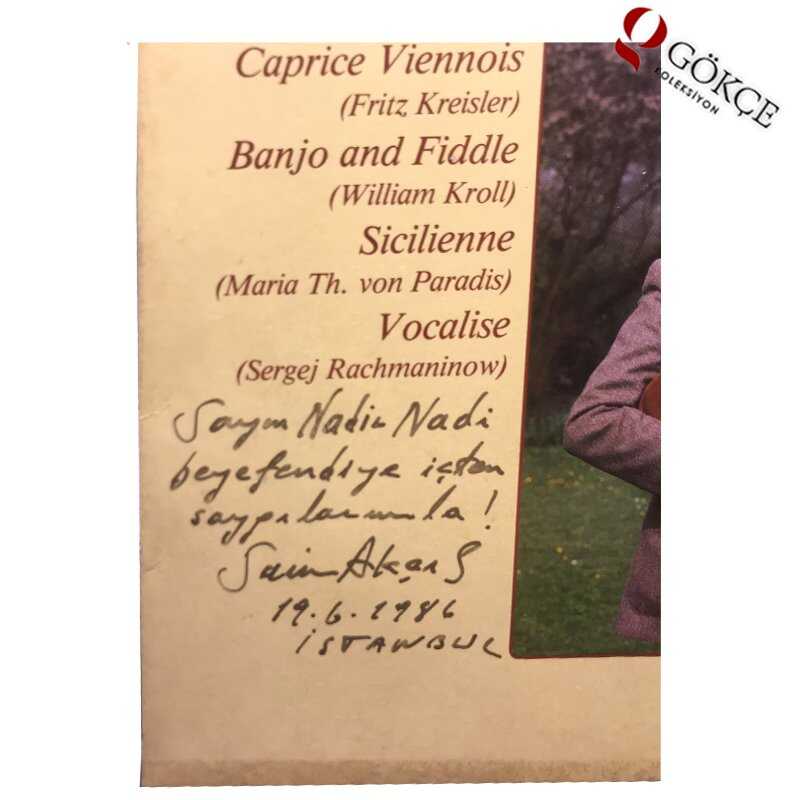 GÖKÇE
KOLEKSİYON
Caprice Viennois
(Fritz Kreisler)
Banjo and Fiddle
(William Kroll)
Sicilienne
(Maria Th. von Paradis)
Vocalise
(Sergej Rachmaninow)
Sayın Nadir Nadi
beyefendiye içten
saygılarımla!
Akçıl
19.6.1986
İSTANBUL